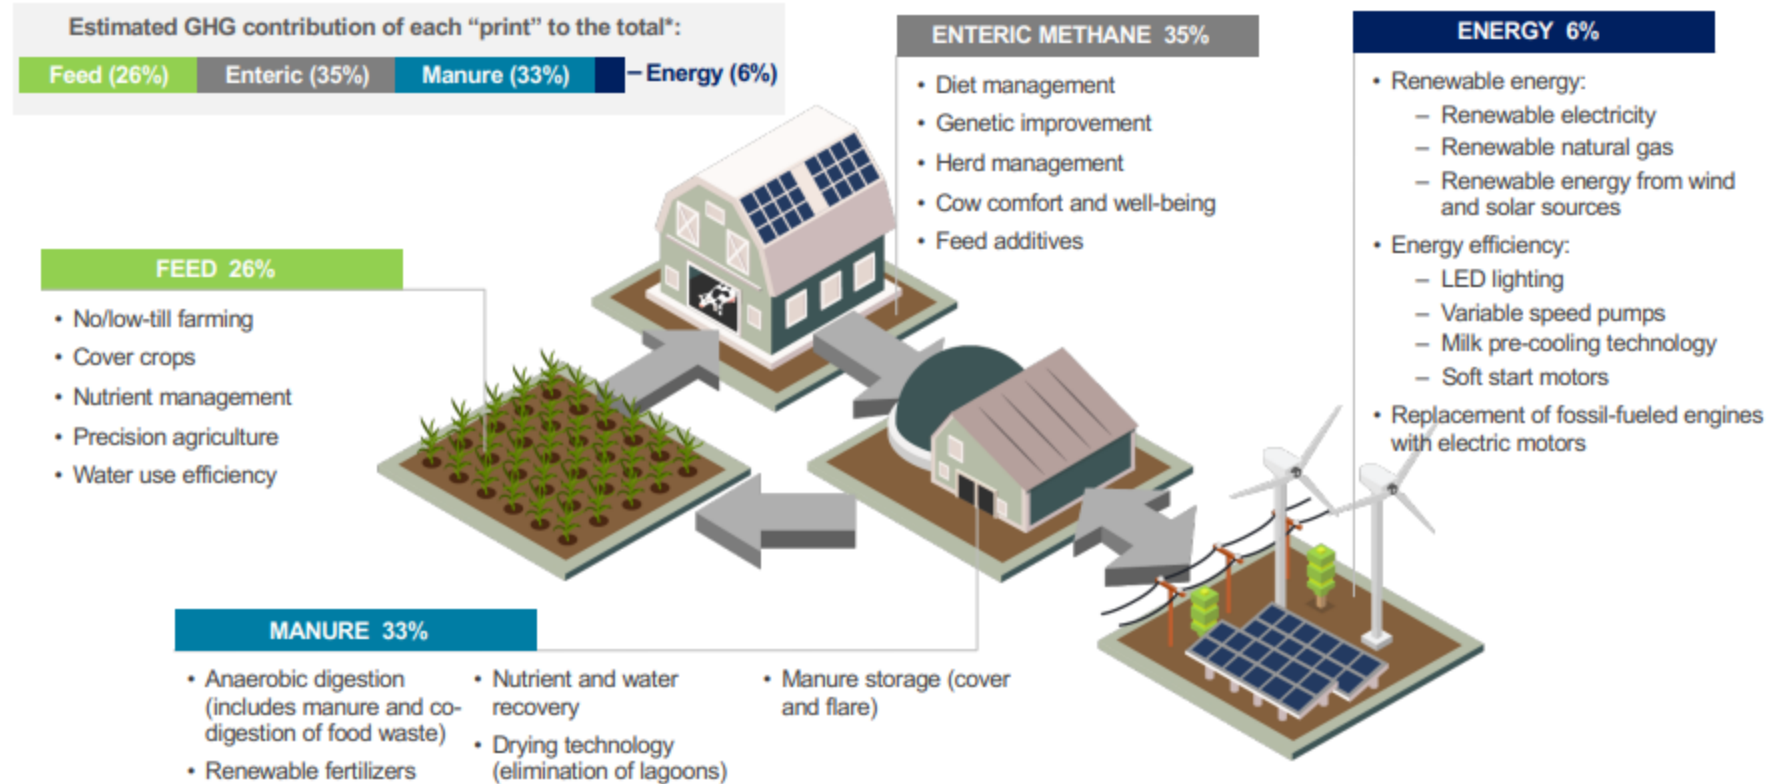 Estimated GHG contribution of each “print” to the total*:
Feed (26%)
Enteric (35%)
Manure (33%)
Energy (6%)
ENTERIC METHANE 35%
• Diet management
• Genetic improvement
• Herd management
• Cow comfort and well-being
• Feed additives
ENERGY 6%
• Renewable energy:
– Renewable electricity
– Renewable natural gas
– Renewable energy from wind
and solar sources
• Energy efficiency:
– LED lighting
– Variable speed pumps
– Milk pre-cooling technology
– Soft start motors
• Replacement of fossil-fueled engines
with electric motors
FEED 26%
• No/low-till farming
• Cover crops
• Nutrient management
• Precision agriculture
• Water use efficiency
MANURE 33%
• Anaerobic digestion
(includes manure and co-
digestion of food waste)
• Renewable fertilizers
• Nutrient and water
recovery
• Drying technology
(elimination of lagoons)
• Manure storage (cover
and flare)